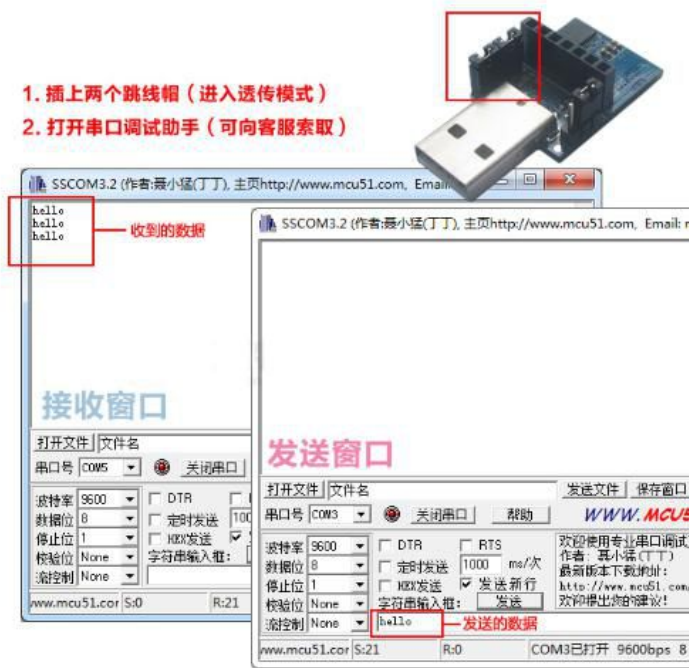 1. 插上两个跳线帽（进入透传模式）
2. 打开串口调试助手（可向客服索取）
SSCOM3.2 (作者:聂小猛(丁丁), 主页http://www.mcu51.com, Emai
hello
hello
hello
收到的数据
接收窗口
打开文件 文件名
串口号 COM5 关闭串口
波特率 9600 DTR
数据位 8 定时发送 100
停止位 1 HEX发送
校验位 None 字符串输入框:
流控制 None
www.mcu51.cor S:0 R:21
SSCOM3.2 (作者:聂小猛(丁丁), 主页http://www.mcu51.com, Email:
发送窗口
打开文件 文件名 发送文件 保存窗口
串口号 COM3 关闭串口 帮助 WWW.MCU5
波特率 9600 DTR RTS
数据位 8 定时发送 1000 ms/次
停止位 1 HEX发送 发送新行
校验位 None 字符串输入框: 发送
流控制 None hello
发送的数据
欢迎使用专业串口调试
作者: 聂小猛(丁丁)
最新版本下载地址:
http://www.mcu51.com/
欢迎提出您的建议!
www.mcu51.cor S:21 R:0 COM3已打开 9600bps 8